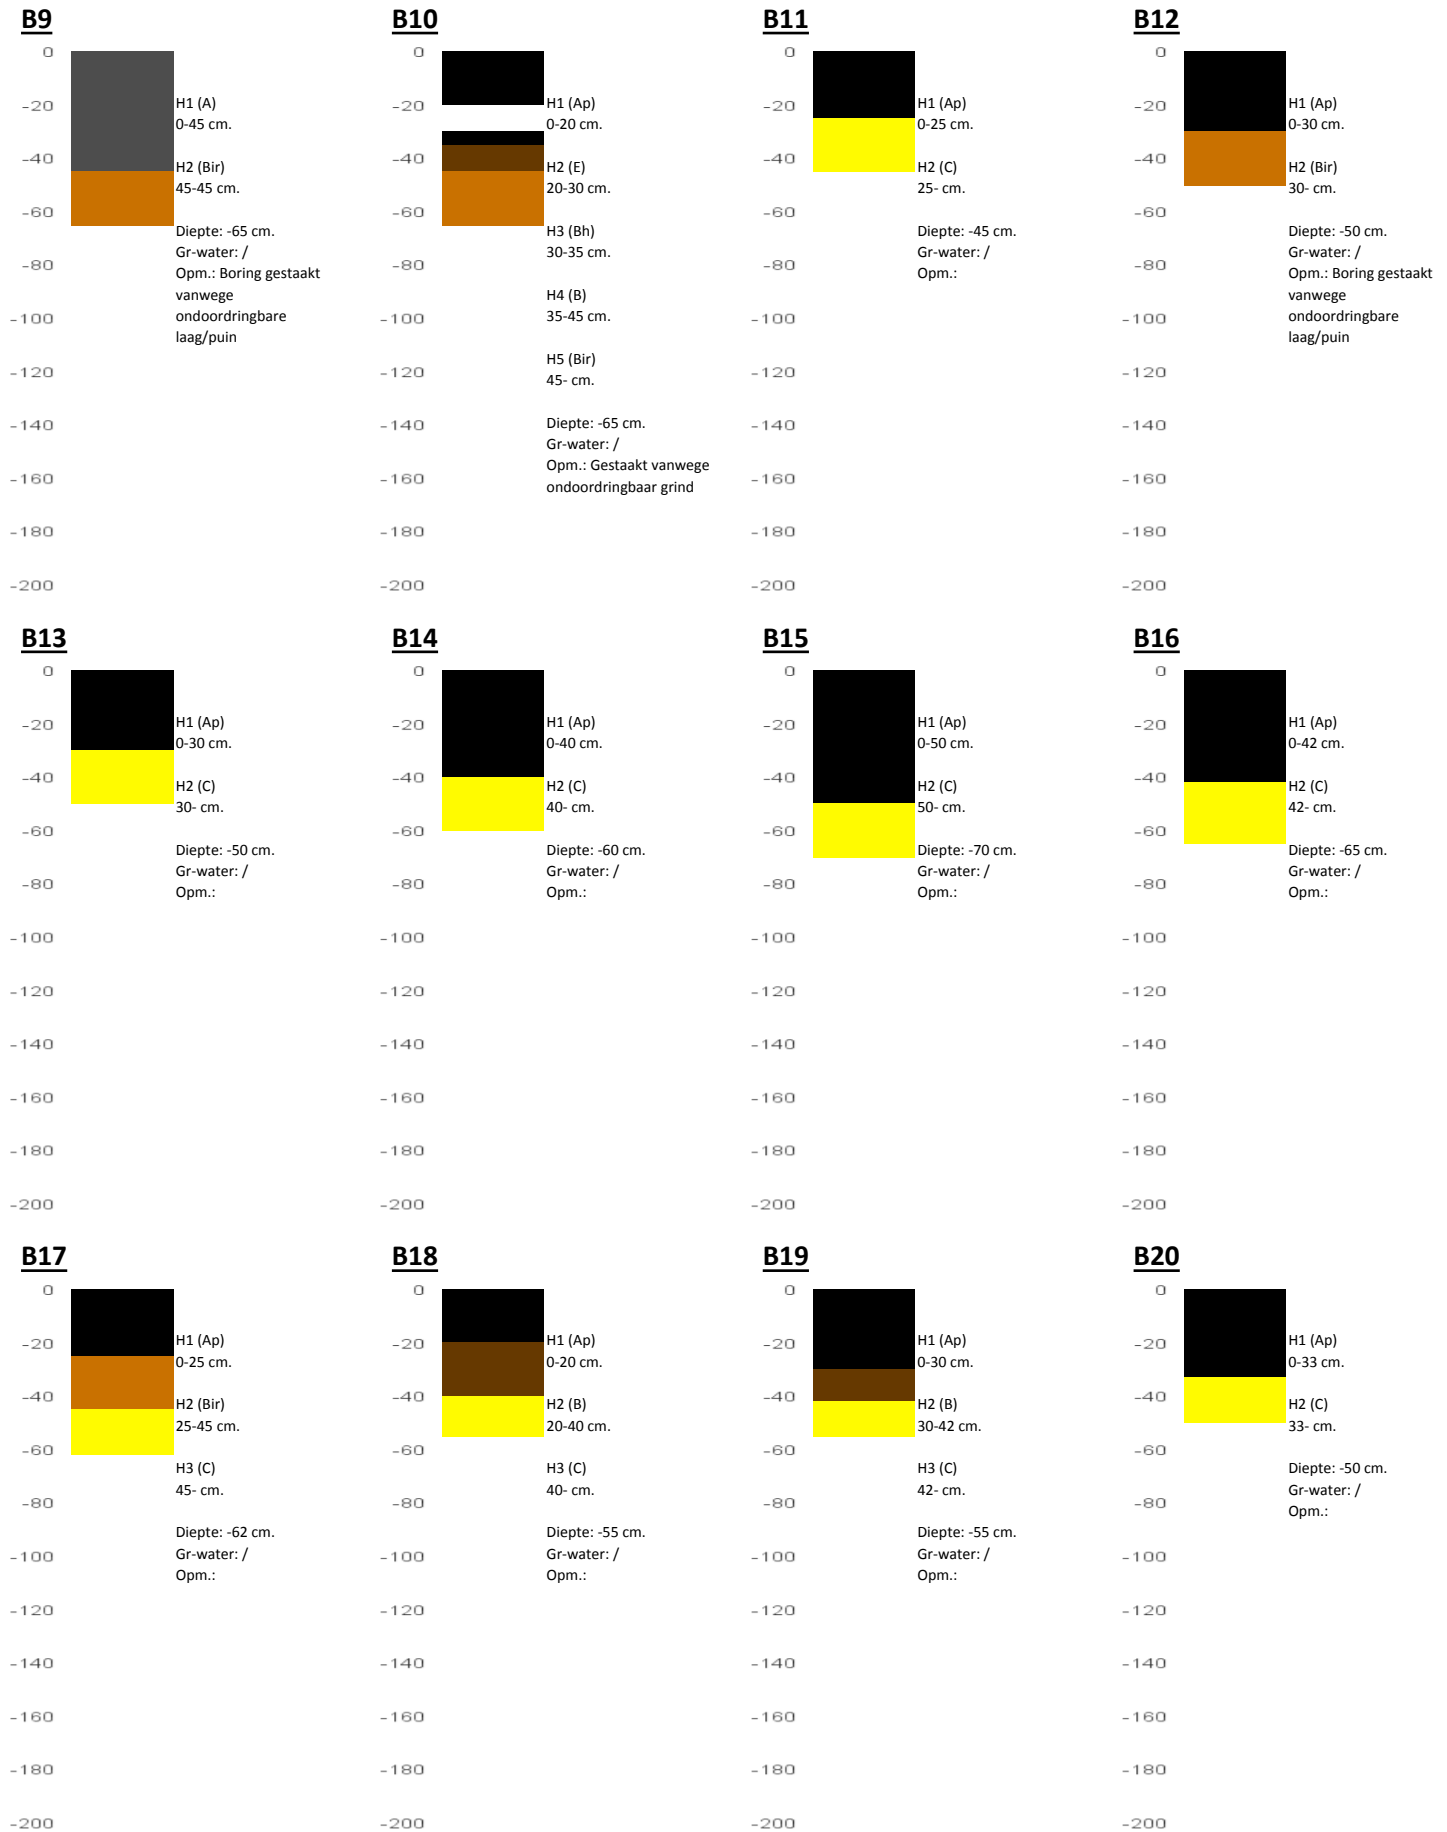 B9
0
-20
-40
-60
-80
-100
-120
-140
-160
-180
-200
H1 (A)
0-45 cm.
H2 (Bir)
45-45 cm.
Diepte: -65 cm.
Gr-water: /
Opm.: Boring gestaakt
vanwege
ondoordringbare
laag/puin
B10
0
-20
-40
-60
-80
-100
-120
-140
-160
-180
-200
H1 (Ap)
0-20 cm.
H2 (E)
20-30 cm.
H3 (Bh)
30-35 cm.
H4 (B)
35-45 cm.
H5 (Bir)
45- cm.
Diepte: -65 cm.
Gr-water: /
Opm.: Gestaakt vanwege
ondoordringbaar grind
B11
0
-20
-40
-60
-80
-100
-120
-140
-160
-180
-200
H1 (Ap)
0-25 cm.
H2 (C)
25- cm.
Diepte: -45 cm.
Gr-water: /
Opm.:
B12
0
-20
-40
-60
-80
-100
-120
-140
-160
-180
-200
H1 (Ap)
0-30 cm.
H2 (Bir)
30- cm.
Diepte: -50 cm.
Gr-water: /
Opm.: Boring gestaakt
vanwege
ondoordringbare
laag/puin
B13
0
-20
-40
-60
-80
-100
-120
-140
-160
-180
-200
H1 (Ap)
0-30 cm.
H2 (C)
30- cm.
Diepte: -50 cm.
Gr-water: /
Opm.:
B14
0
-20
-40
-60
-80
-100
-120
-140
-160
-180
-200
H1 (Ap)
0-40 cm.
H2 (C)
40- cm.
Diepte: -60 cm.
Gr-water: /
Opm.:
B15
0
-20
-40
-60
-80
-100
-120
-140
-160
-180
-200
H1 (Ap)
0-50 cm.
H2 (C)
50- cm.
Diepte: -70 cm.
Gr-water: /
Opm.:
B16
0
-20
-40
-60
-80
-100
-120
-140
-160
-180
-200
H1 (Ap)
0-42 cm.
H2 (C)
42- cm.
Diepte: -65 cm.
Gr-water: /
Opm.:
B17
0
-20
-40
-60
-80
-100
-120
-140
-160
-180
-200
H1 (Ap)
0-25 cm.
H2 (Bir)
25-45 cm.
H3 (C)
45- cm.
Diepte: -62 cm.
Gr-water: /
Opm.:
B18
0
-20
-40
-60
-80
-100
-120
-140
-160
-180
-200
H1 (Ap)
0-20 cm.
H2 (B)
20-40 cm.
H3 (C)
40- cm.
Diepte: -55 cm.
Gr-water: /
Opm.:
B19
0
-20
-40
-60
-80
-100
-120
-140
-160
-180
-200
H1 (Ap)
0-30 cm.
H2 (B)
30-42 cm.
H3 (C)
42- cm.
Diepte: -55 cm.
Gr-water: /
Opm.:
B20
0
-20
-40
-60
-80
-100
-120
-140
-160
-180
-200
H1 (Ap)
0-33 cm.
H2 (C)
33- cm.
Diepte: -50 cm.
Gr-water: /
Opm.: